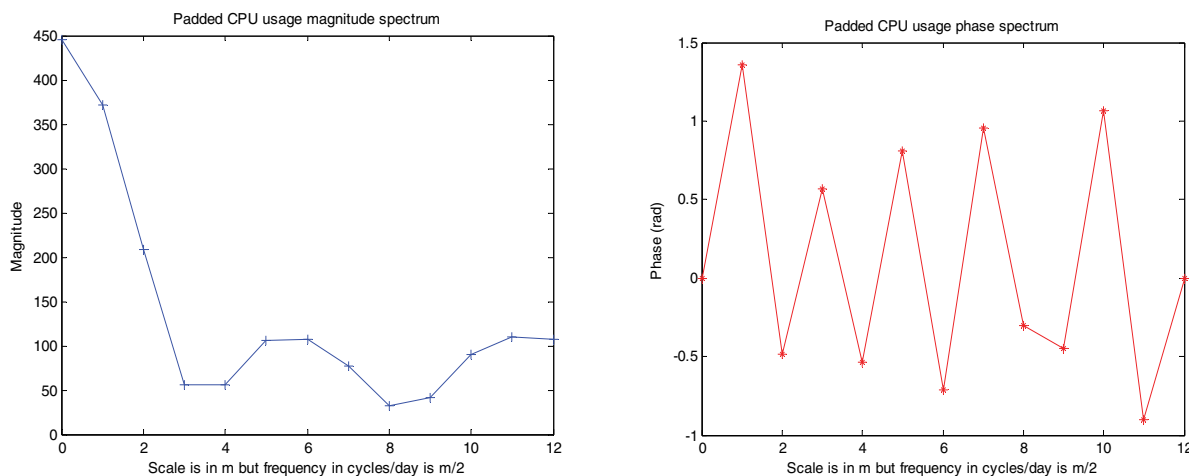 Padded CPU usage magnitude spectrum
450
400
350
300
250
200
150
100
50
0
Magnitude
0 2 4 6 8 10 12
Scale is in m but frequency in cycles/day is m/2
Padded CPU usage phase spectrum
1.5
1
0.5
0
-0.5
-1
Phase (rad)
0 2 4 6 8 10 12
Scale is in m but frequency in cycles/day is m/2